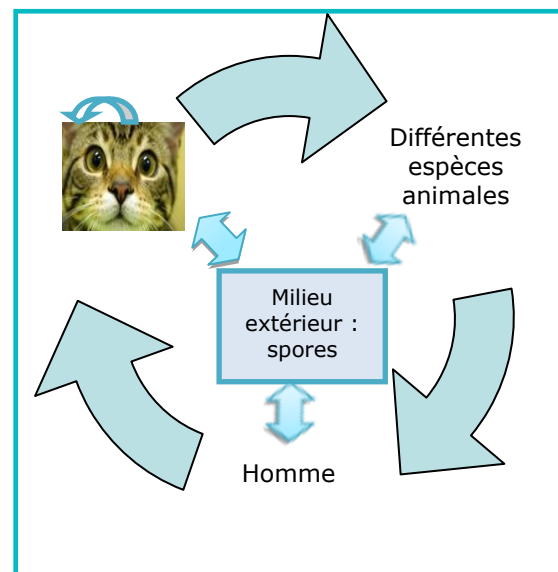 Différentes
espèces
animales
Milieu
extérieur :
spores
Homme